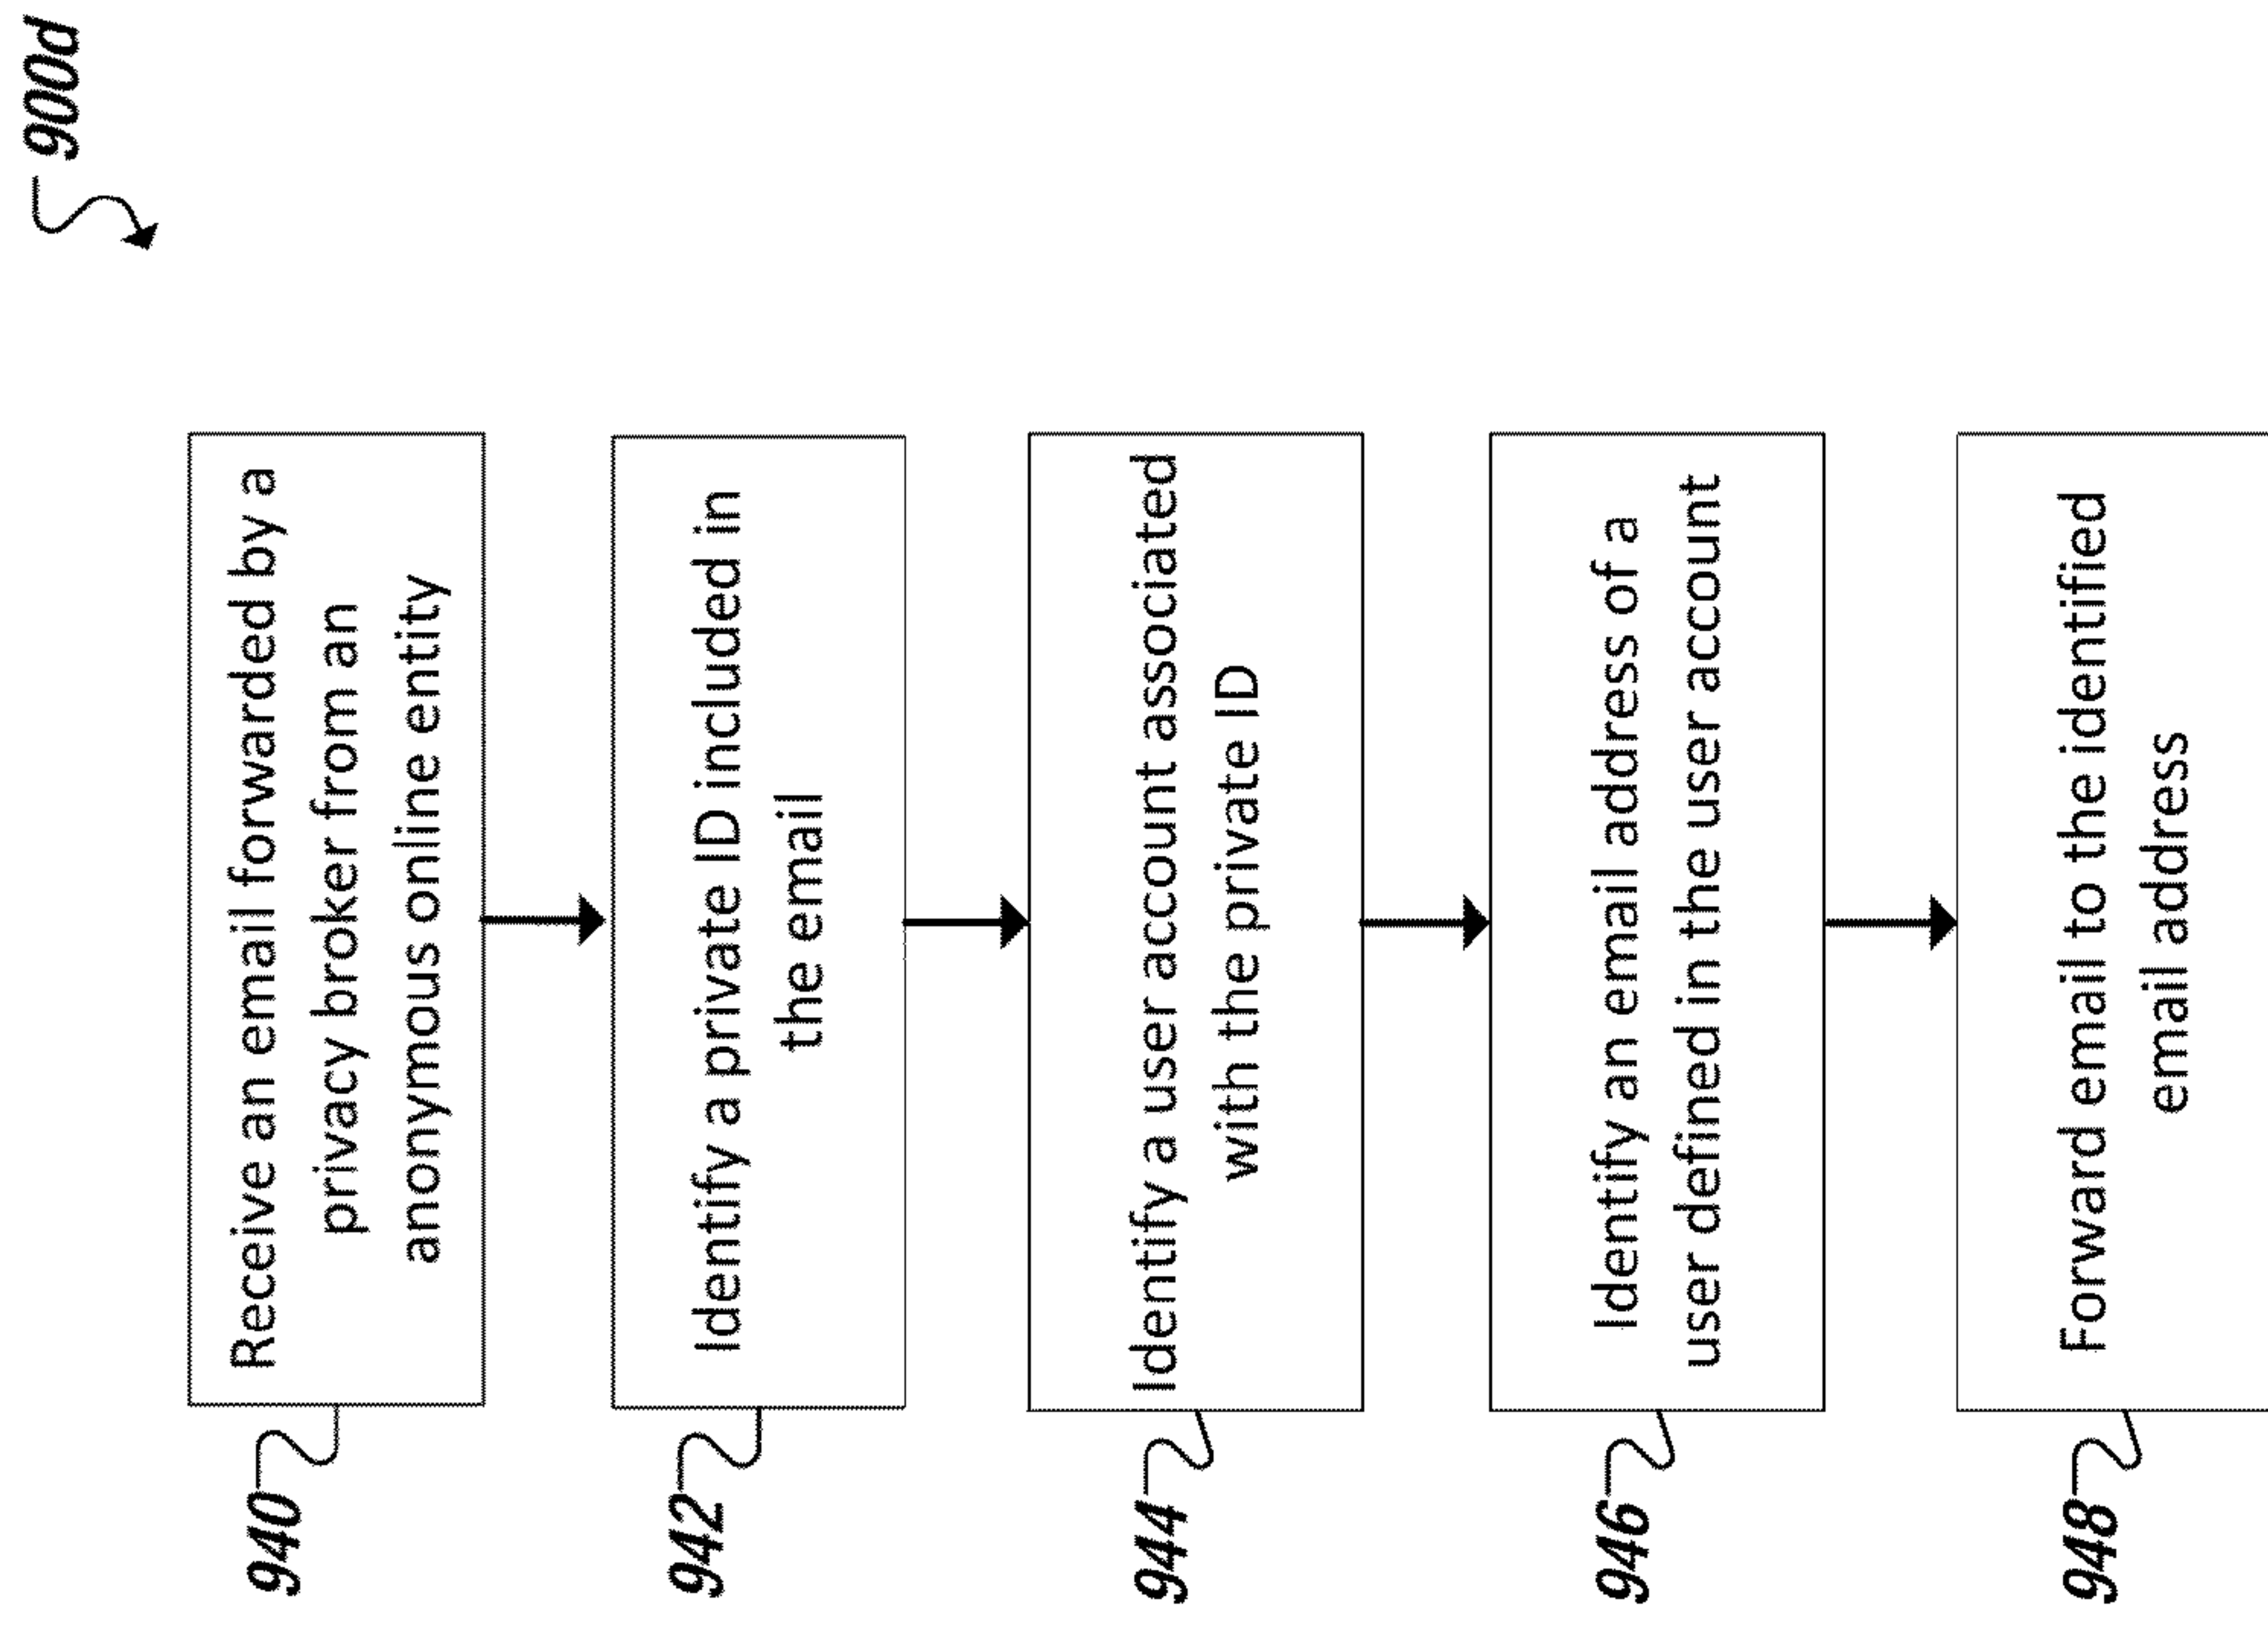 900d
940
Receive an email forwarded by a
privacy broker from an
anonymous online entity
942
Identify a private ID included in
the email
944
Identify a user account associated
with the private ID
946
Identify an email address of a
user defined in the user account
948
Forward email to the identified
email address